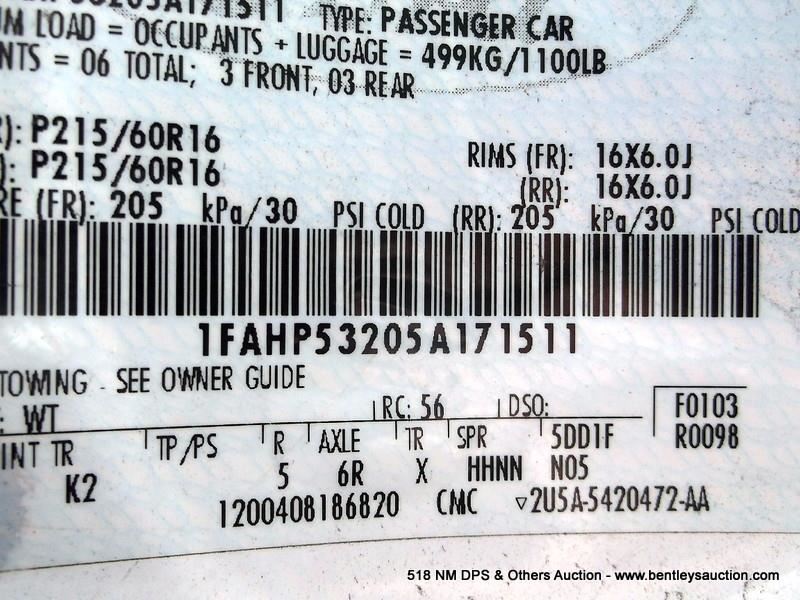 5A171511 TYPE: PASSENGER CAR
UM LOAD = OCCUPANTS + LUGGAGE = 499KG/1100LB
NTS = 06 TOTAL; 3 FRONT, 03 REAR
R): P215/60R16
): P215/60R16
RIMS (FR): 16X6.0J
(RR): 16X6.0J
RE (FR): 205 kPa/30 PSI COLD (RR): 205 kPa/30 PSI COLD
1FAHP53205A171511
TOWING - SEE OWNER GUIDE
: WT RC: 56 DSO: F0103
INT TR TP/PS R AXLE TR SPR 5DD1F R0098
K2 5 6R X HHNN N05
1200408186820 CMC ▿2U5A-5420472-AA
518 NM DPS & Others Auction - www.bentleysauction.com